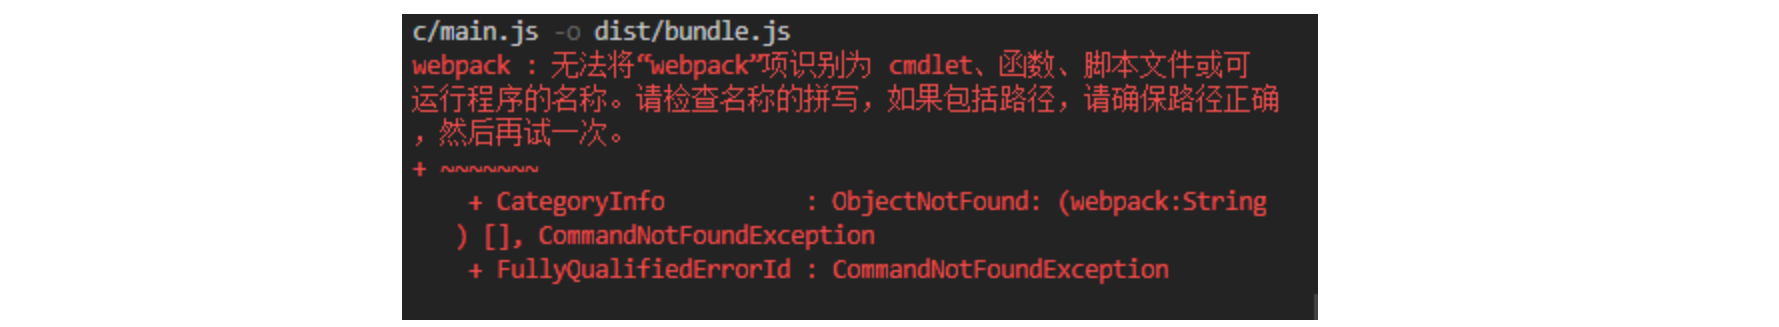 c/main.js -o dist/bundle.js
webpack : 无法将“webpack”项识别为 cmdlet、函数、脚本文件或可
运行程序的名称。请检查名称的拼写，如果包括路径，请确保路径正确
，然后再试一次。
+ ~~~~~~~
+ CategoryInfo : ObjectNotFound: (webpack:String
) [], CommandNotFoundException
+ FullyQualifiedErrorId : CommandNotFoundException